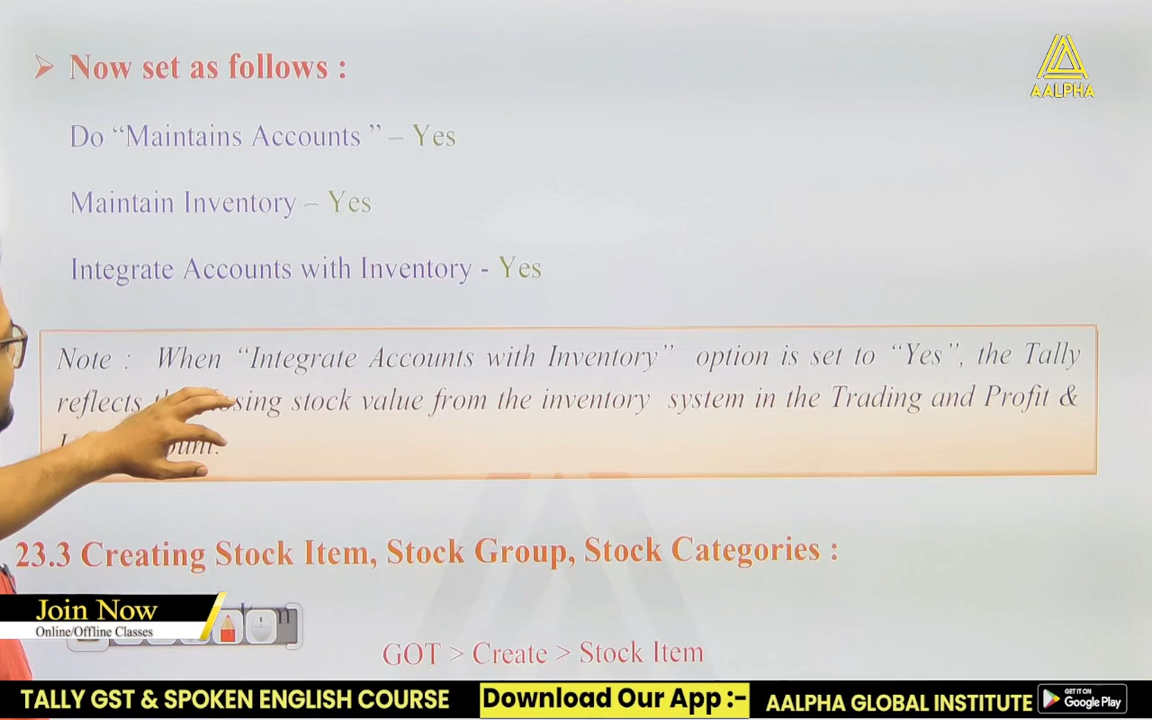 ➢ Now set as follows :
AALPHA
Do “Maintains Accounts ” – Yes
Maintain Inventory – Yes
Integrate Accounts with Inventory - Yes
Note : When “Integrate Accounts with Inventory” option is set to “Yes”, the Tally
reflects stock value from the inventory system in the Trading and Profit &
23.3 Creating Stock Item, Stock Group, Stock Categories :
Join Now
Online/Offline Classes
GOT > Create > Stock Item
TALLY GST & SPOKEN ENGLISH COURSE Download Our App :- AALPHA GLOBAL INSTITUTE GET IT ON Google Play